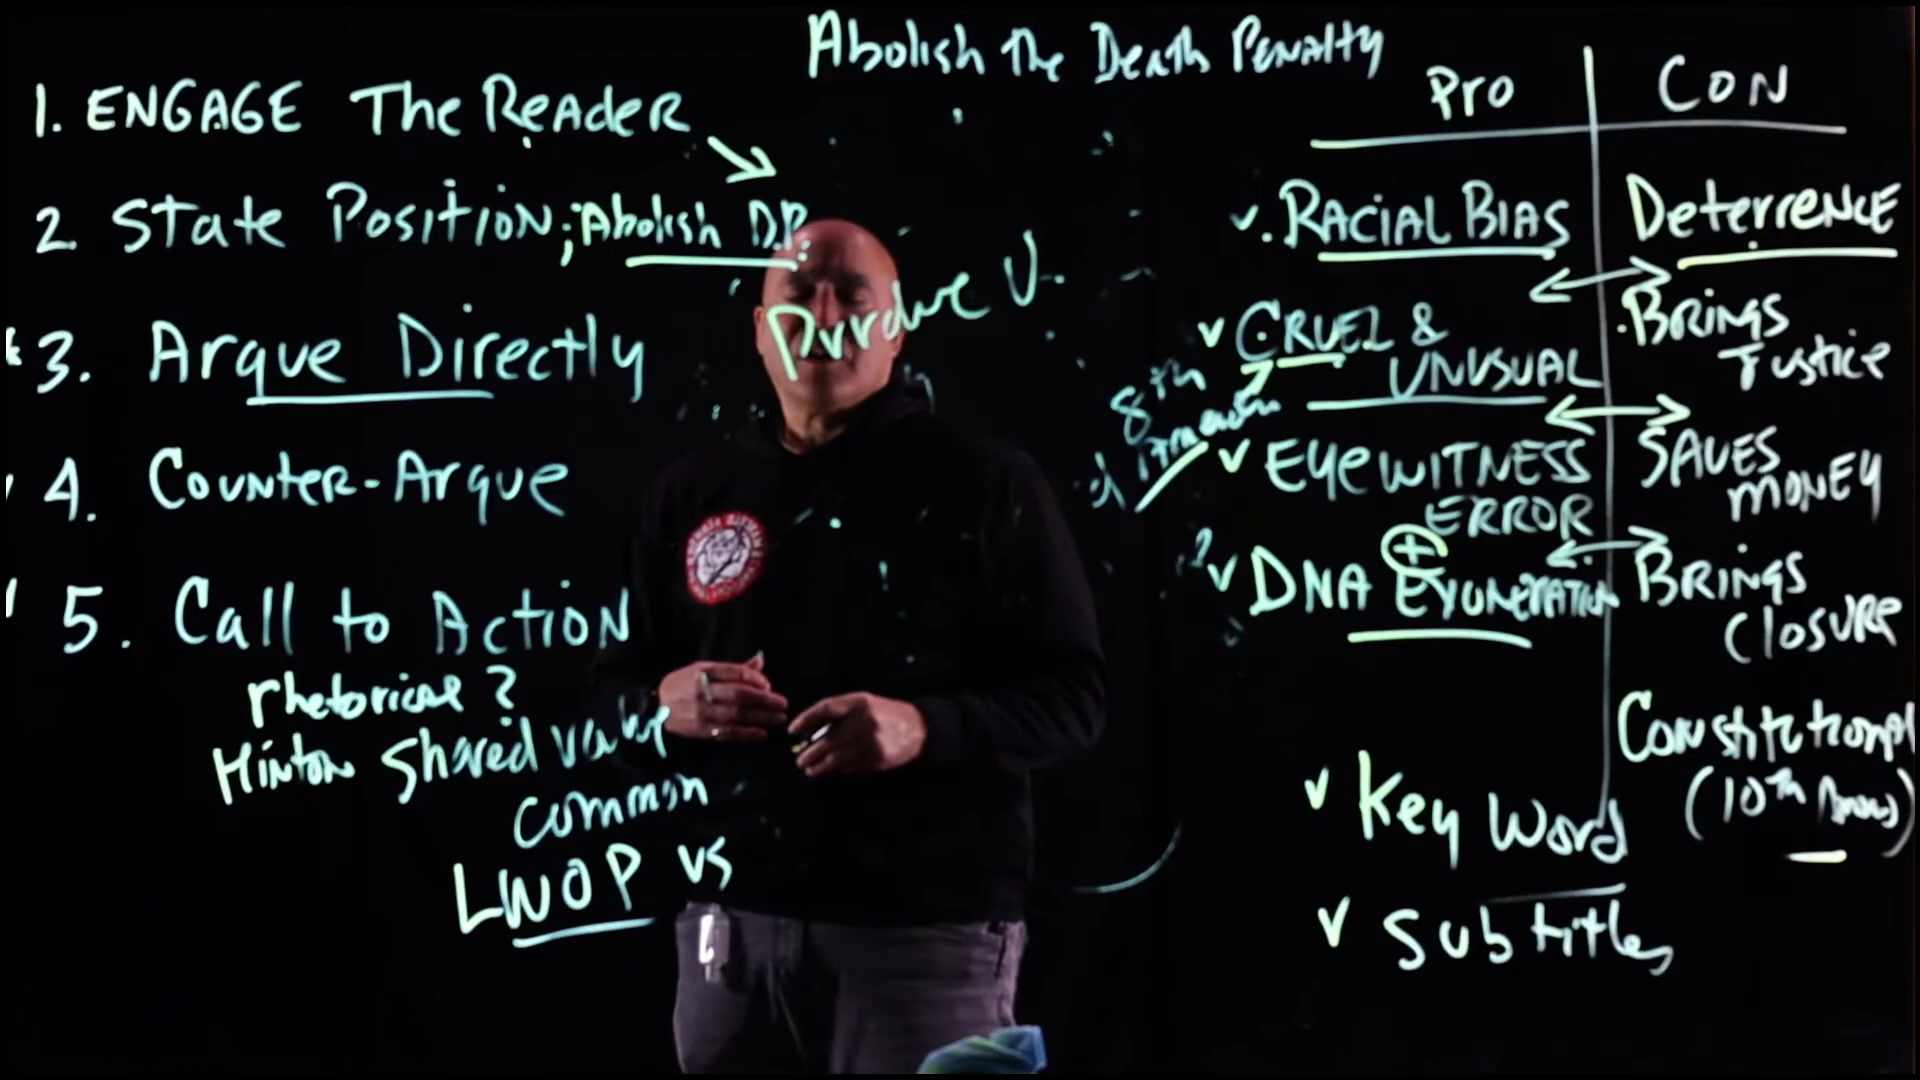 Abolish The Death Penalty
1. ENGAGE The Reader
2. State Position; Abolish D.P.
3. Argue Directly
4. Counter-Argue
5. Call to Action
rhetorical ?
Hinton Shared value
common
LWOP vs
Purdue U.
Pro
RACIAL BIAS
CRUEL &
UNUSUAL
8th
EYEWITNESS
ERROR
DNA Exoneration
Con
Deterrence
BRINGS
Justice
SAVES
MONEY
BRINGS
Closure
Constitutional
(10th
Key Word
Subtitles